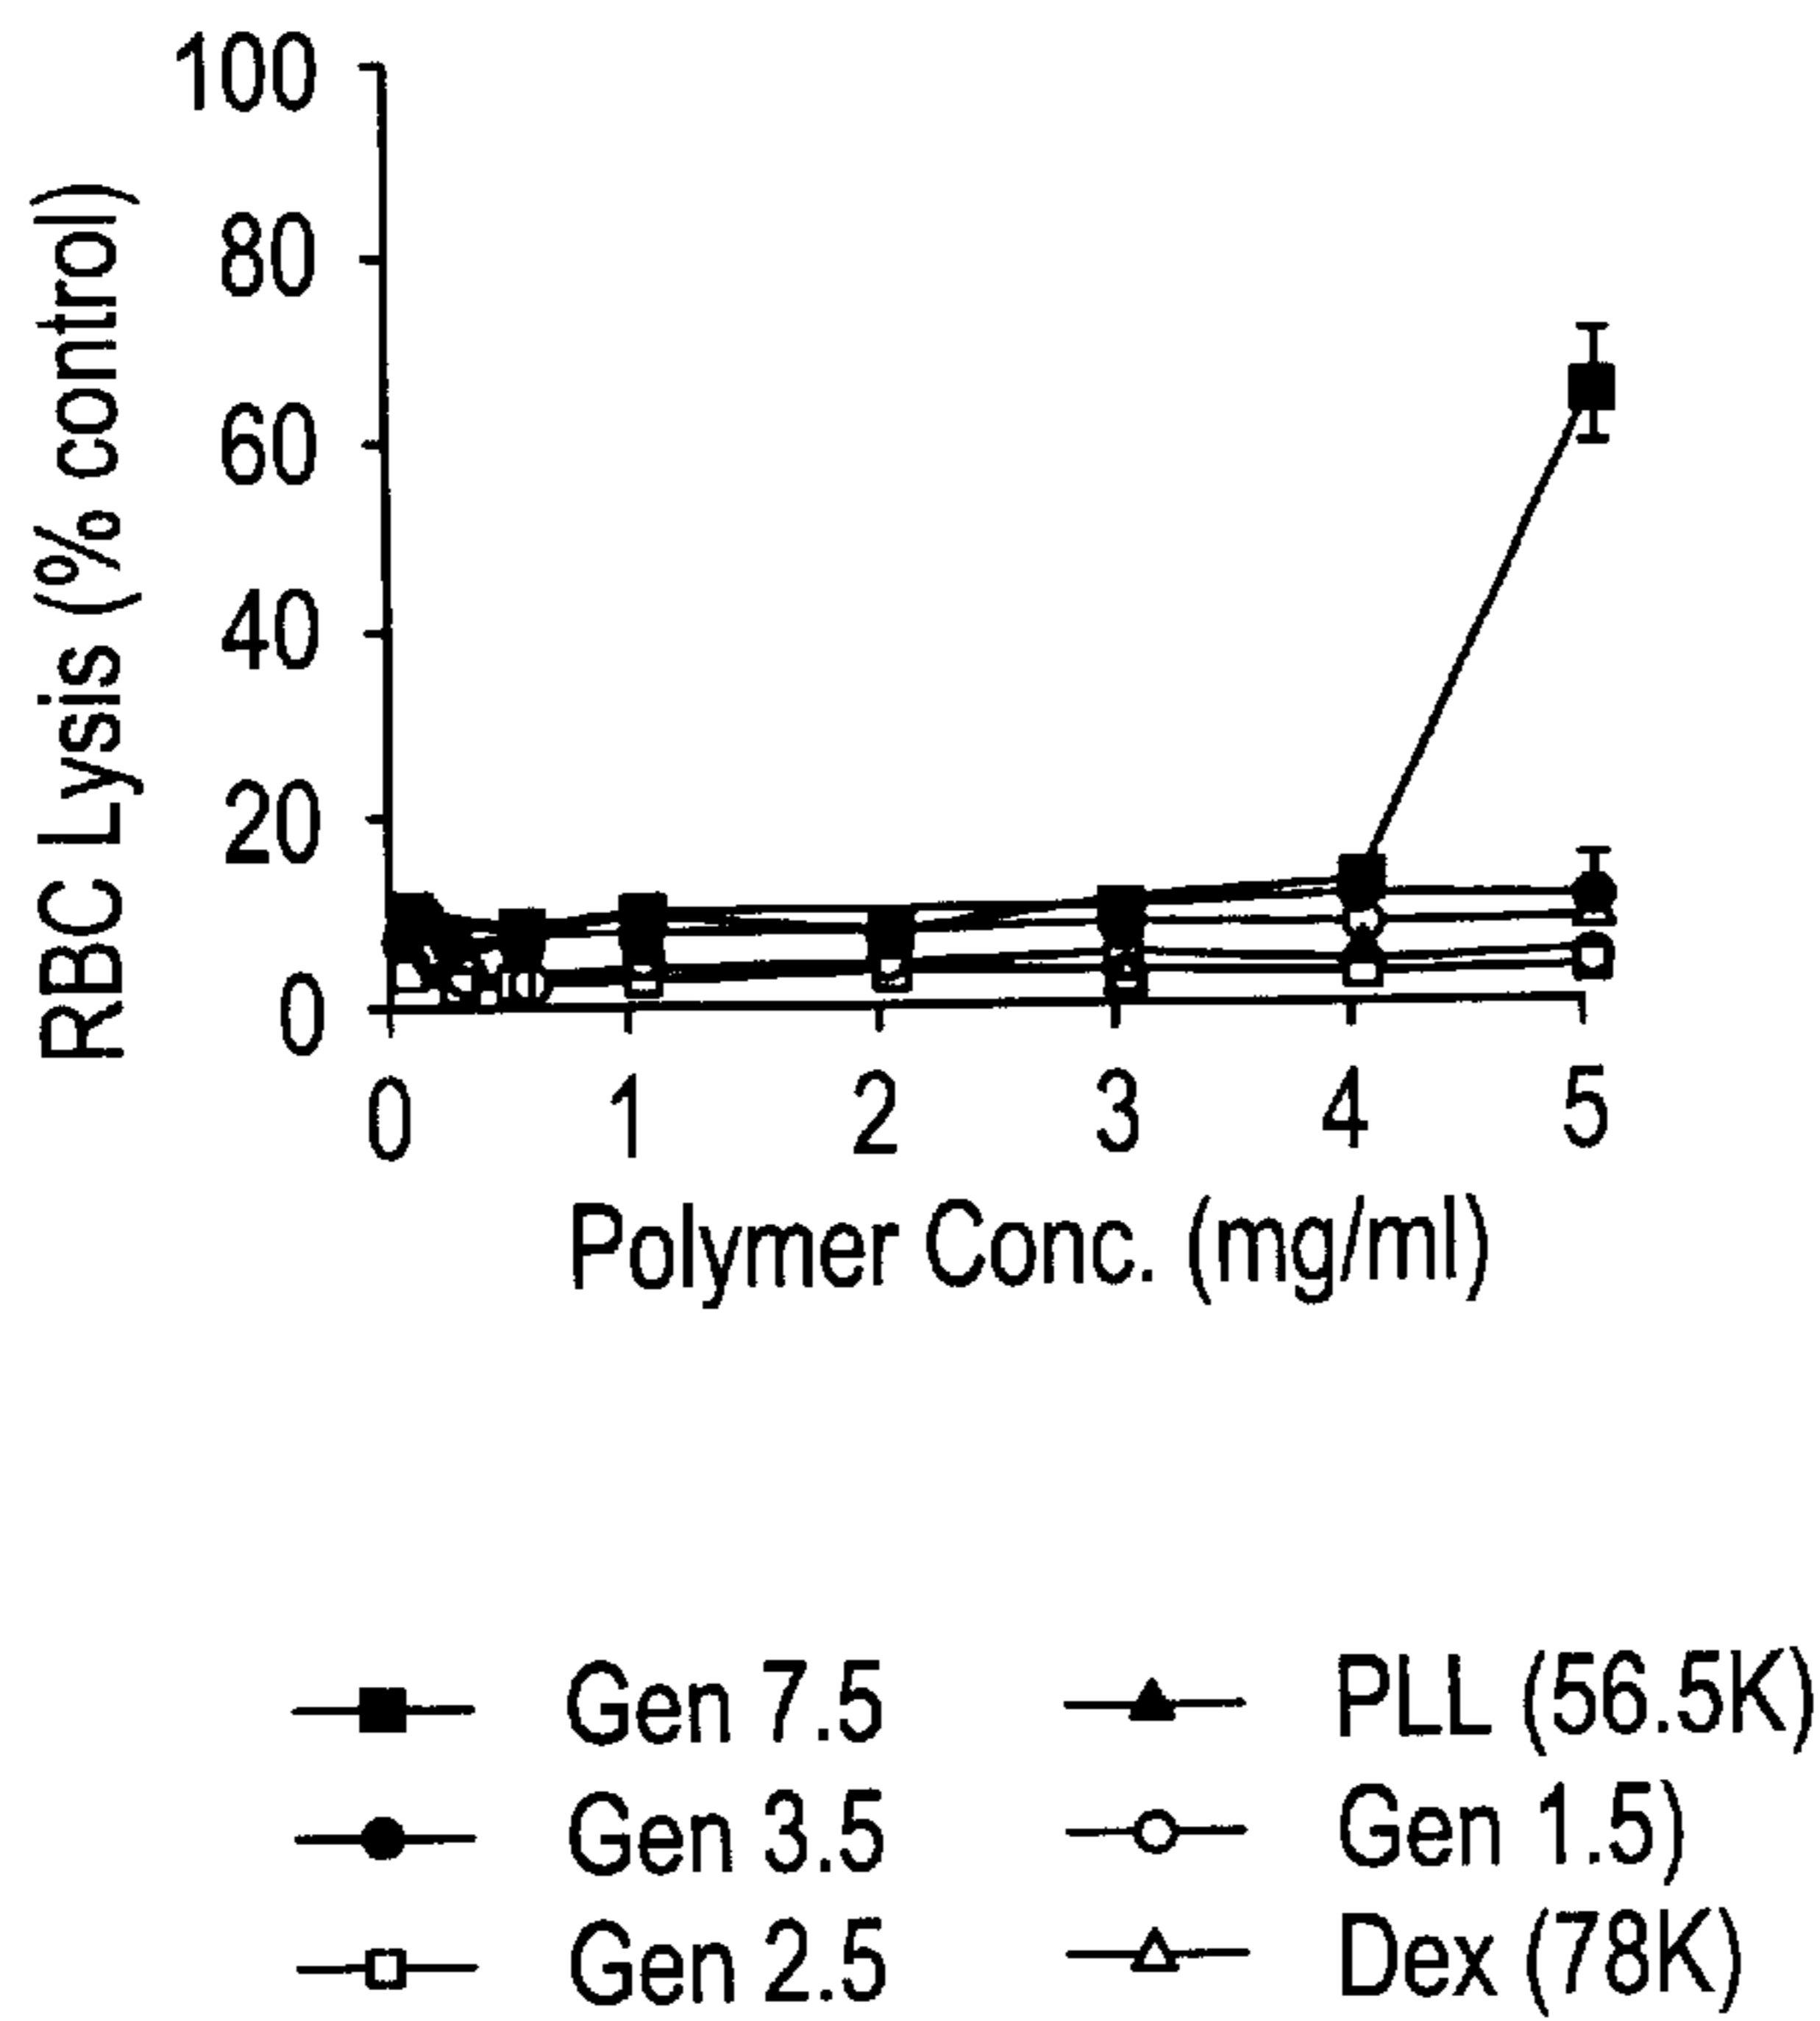 RBC Lysis (% control)
100
80
60
40
20
0
0 1 2 3 4 5
Polymer Conc. (mg/ml)
Gen 7.5 PLL (56.5K)
Gen 3.5 Gen 1.5)
Gen 2.5 Dex (78K)